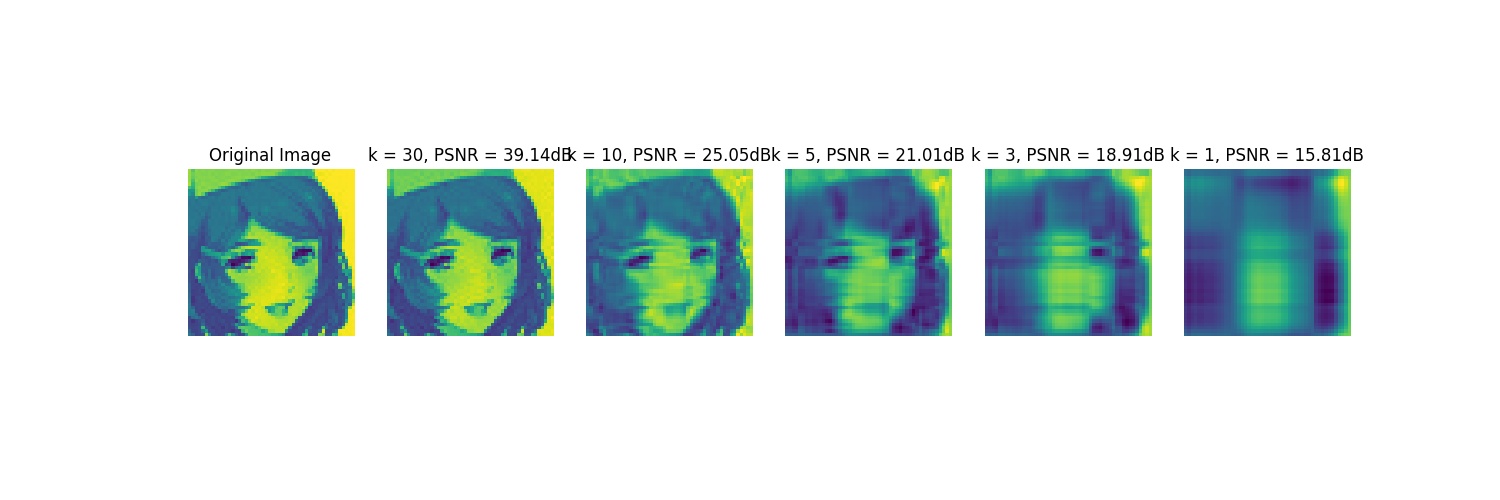 Original Image
k = 30, PSNR = 39.14dB
k = 10, PSNR = 25.05dB
k = 5, PSNR = 21.01dB
k = 3, PSNR = 18.91dB
k = 1, PSNR = 15.81dB